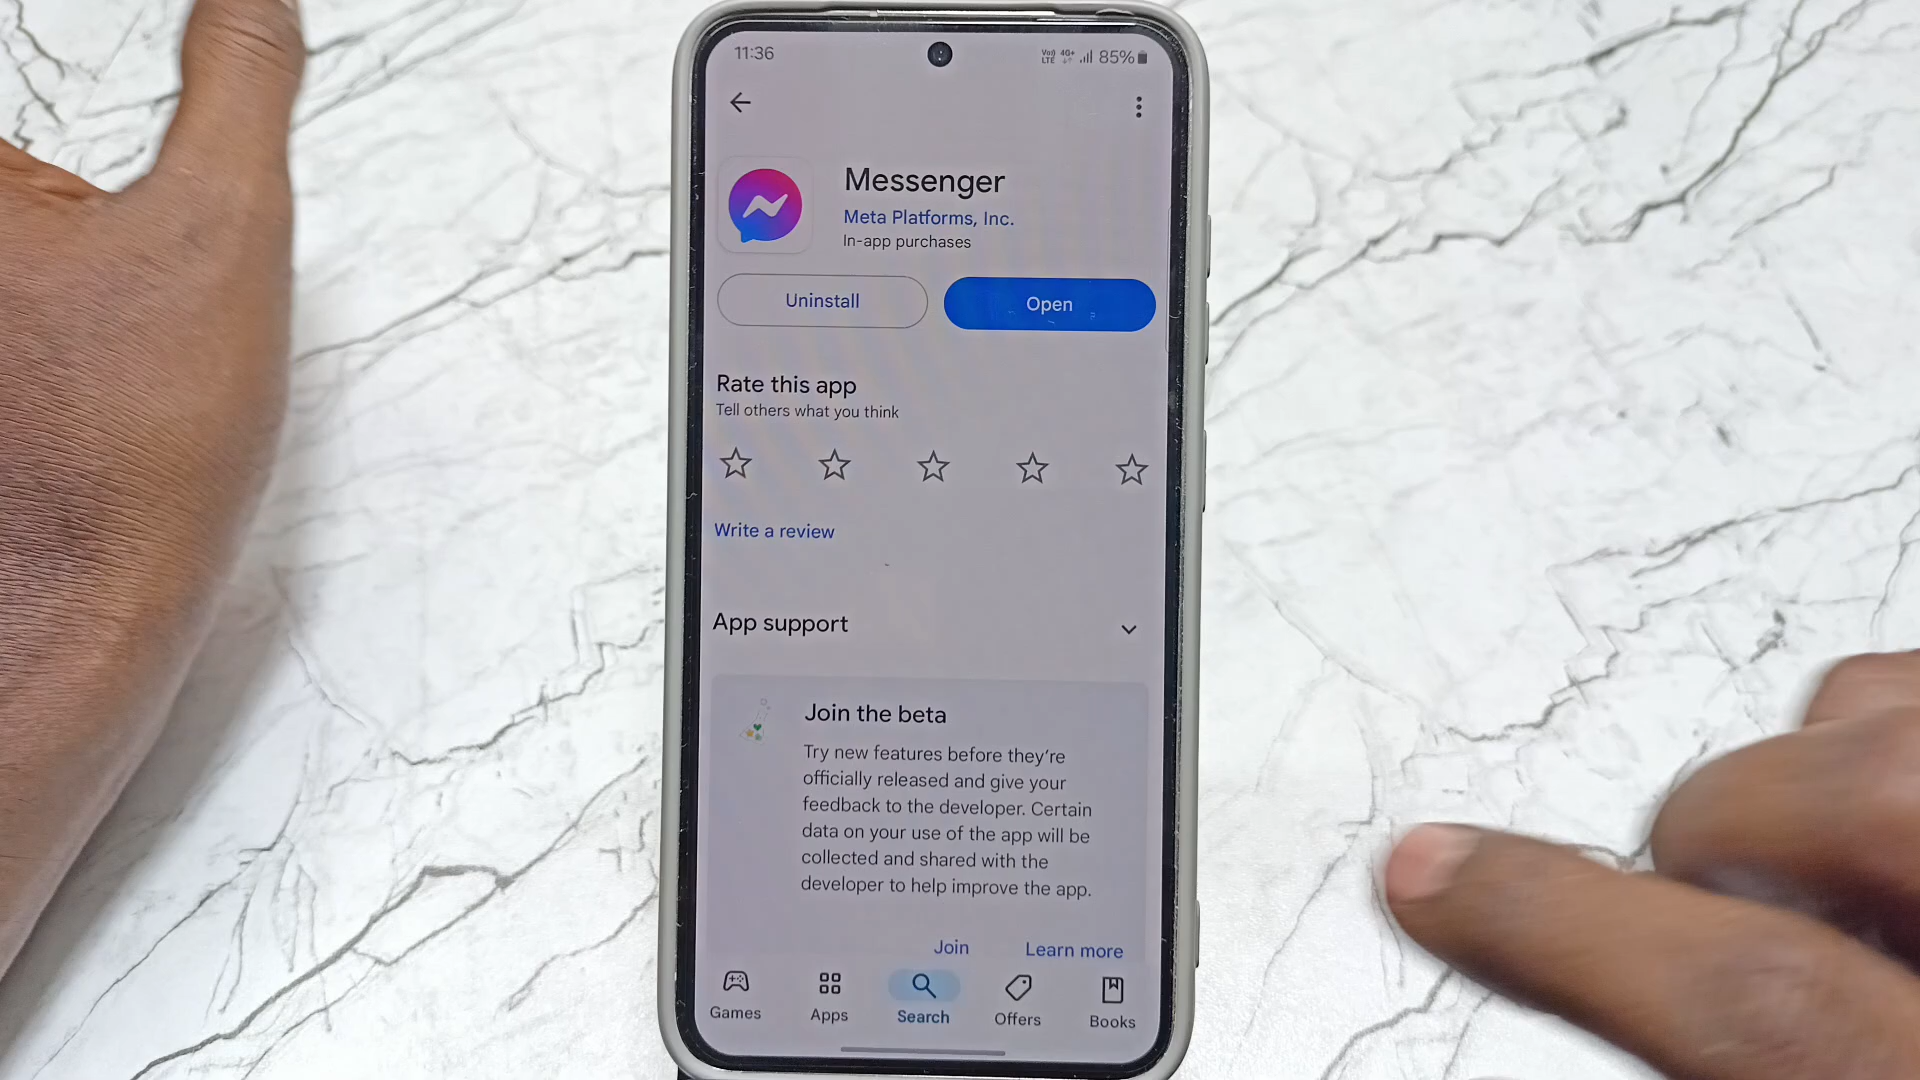 11:36
Vo)) LTE 4G+ 85%
Messenger
Meta Platforms, Inc.
In-app purchases
Uninstall
Open
Rate this app
Tell others what you think
Write a review
App support
Join the beta
Try new features before they're
officially released and give your
feedback to the developer. Certain
data on your use of the app will be
collected and shared with the
developer to help improve the app.
Join
Learn more
Games
Apps
Search
Offers
Books